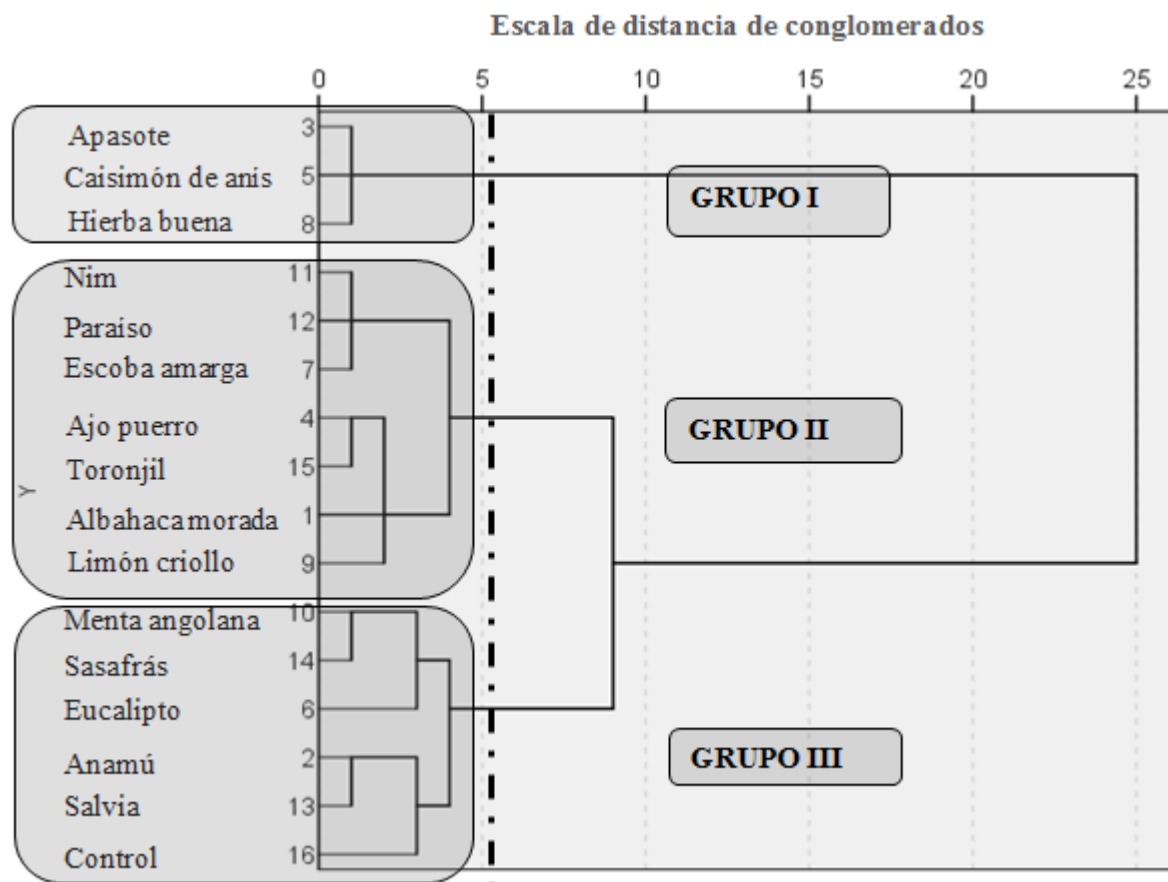 Escala de distancia de conglomerados
0 5 10 15 20 25
Apasote 3
Caisimón de anis 5
GRUPO I
Hierba buena 8
Nim 11
Paraiso 12
Escoba amarga 7
Ajo puerro 4
GRUPO II
Toronjil 15
Y
Albahaca morada 1
Limón criollo 9
Menta angolana 10
Sasafrás 14
Eucalipto 6
Anamú 2
GRUPO III
Salvia 13
Control 16